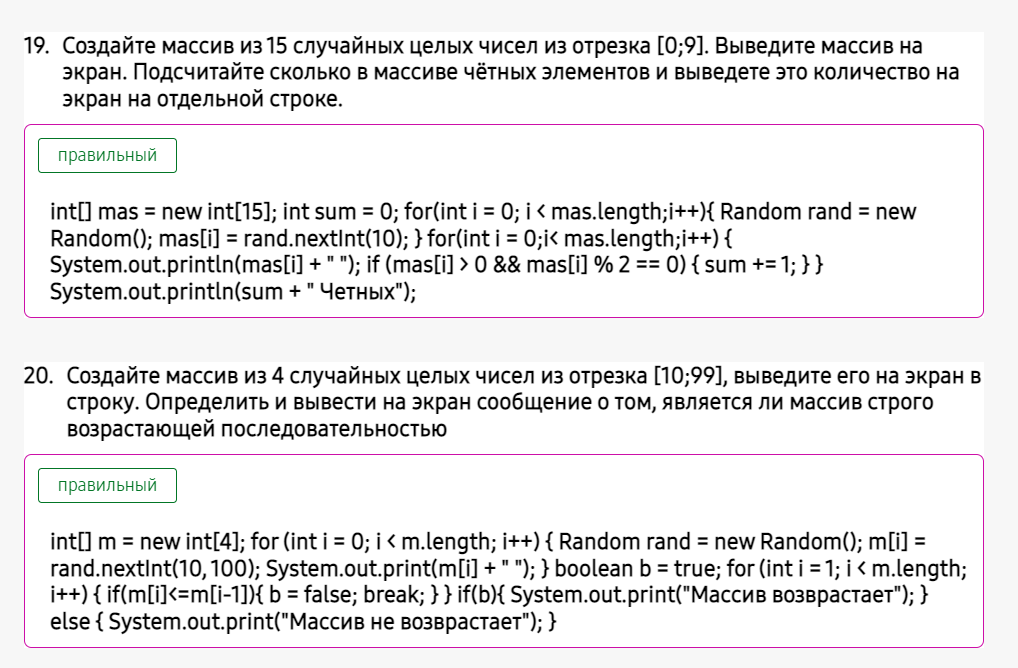 19. Создайте массив из 15 случайных целых чисел из отрезка [0;9]. Выведите массив на
экран. Подсчитайте сколько в массиве чётных элементов и выведете это количество на
экран на отдельной строке.
правильный
int[] mas = new int[15]; int sum = 0; for(int i = 0; i < mas.length;i++){ Random rand = new
Random(); mas[i] = rand.nextInt(10); } for(int i = 0;i< mas.length;i++) {
System.out.println(mas[i] + " "); if (mas[i] > 0 && mas[i] % 2 == 0) { sum += 1; } }
System.out.println(sum + " Четных");
20. Создайте массив из 4 случайных целых чисел из отрезка [10;99], выведите его на экран в
строку. Определить и вывести на экран сообщение о том, является ли массив строго
возрастающей последовательностью
правильный
int[] m = new int[4]; for (int i = 0; i < m.length; i++) { Random rand = new Random(); m[i] =
rand.nextInt(10, 100); System.out.print(m[i] + " "); } boolean b = true; for (int i = 1; i < m.length;
i++) { if(m[i]<=m[i-1]){ b = false; break; } } if(b){ System.out.print("Массив возврастает"); }
else { System.out.print("Массив не возврастает"); }